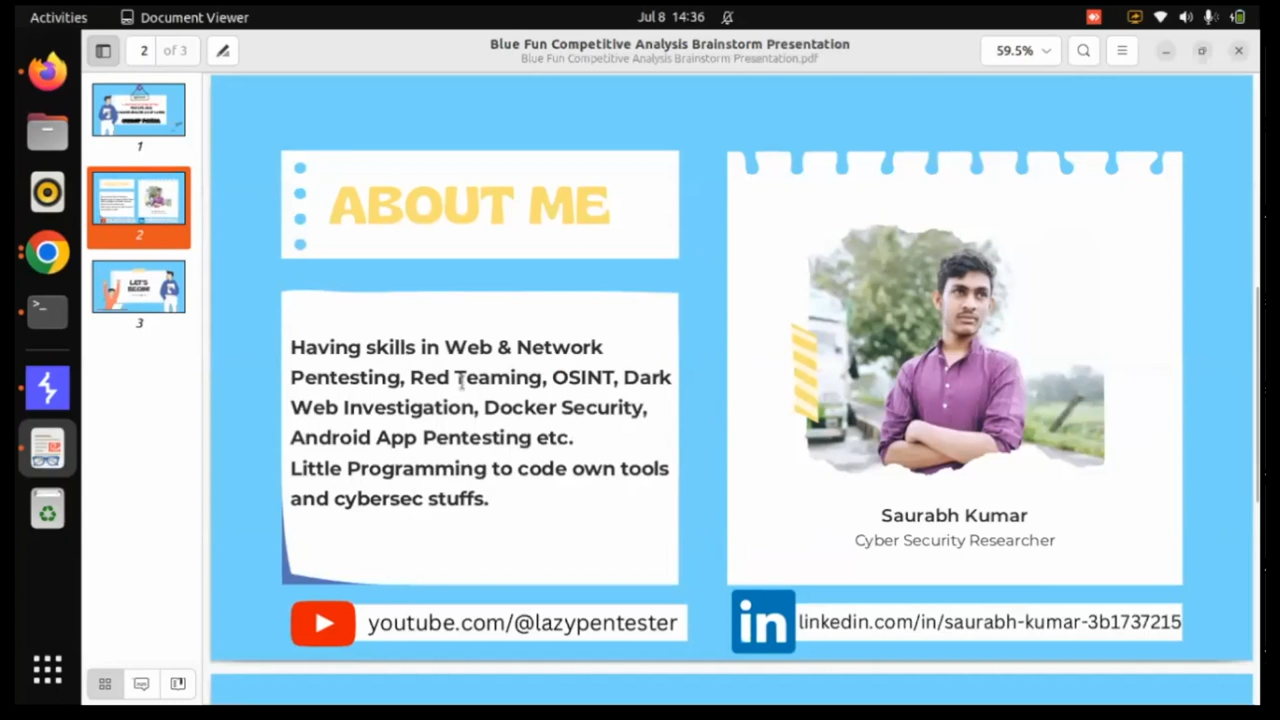 Activities
Document Viewer
Jul 8 14:36
2 of 3
Blue Fun Competitive Analysis Brainstorm Presentation
Blue Fun Competitive Analysis Brainstorm Presentation.pdf
59.5%
1
2
3
LET'S
BEGIN!
ABOUT ME
Having skills in Web & Network
Pentesting, Red Teaming, OSINT, Dark
Web Investigation, Docker Security,
Android App Pentesting etc.
Little Programming to code own tools
and cybersec stuffs.
Saurabh Kumar
Cyber Security Researcher
youtube.com/@lazypentester
in
linkedin.com/in/saurabh-kumar-3b1737215